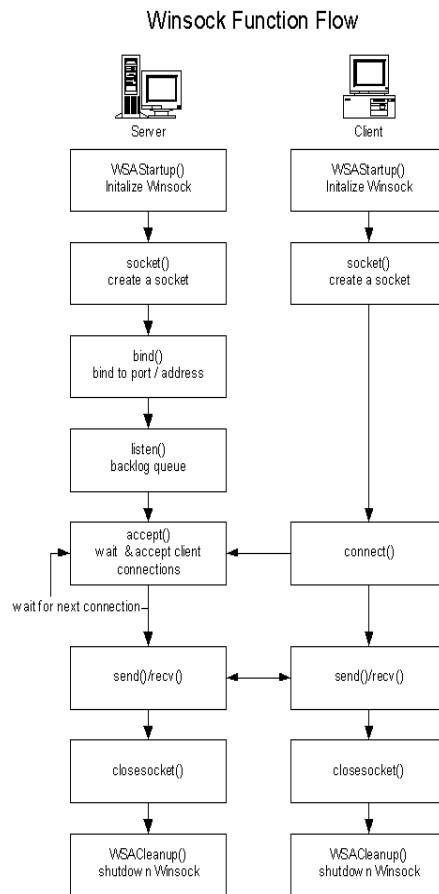 Winsock Function Flow
Server
Client
WSAStartup()
Initalize Winsock
WSAStartup()
Initalize Winsock
socket()
create a socket
socket()
create a socket
bind()
bind to port / address
listen()
backlog queue
accept()
wait & accept client
connections
connect()
wait for next connection
send()/recv()
send()/recv()
closesocket()
closesocket()
WSACleanup()
shutdown Winsock
WSACleanup()
shutdown Winsock